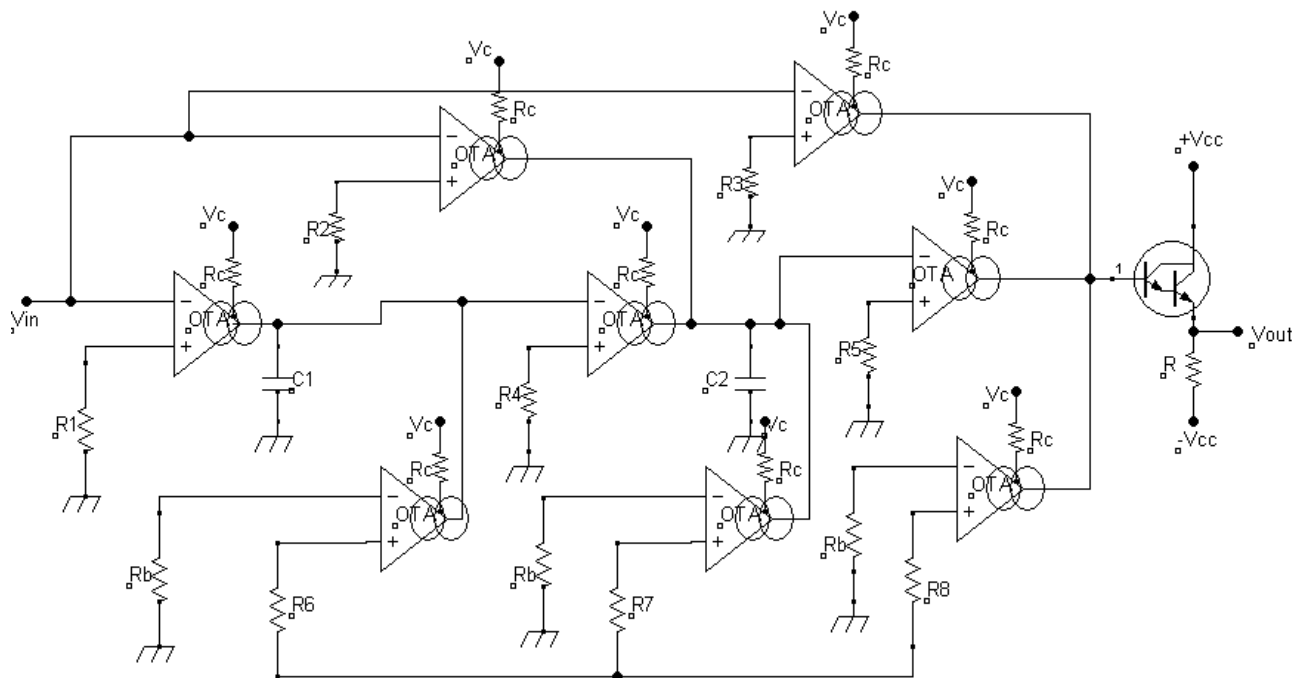 Vc
Rc
OTA
Vc
Rc
OTA
+Vcc
R3
Vc
Rc
OTA
R2
Vc
Rc
OTA
Vc
Rc
OTA
1
Vin
Vout
R
-Vcc
R5
C1
R4
C2
R1
Vc
Rc
OTA
Vc
Rc
OTA
Vc
Rc
OTA
Rb
Rb
Rb
R6
R7
R8